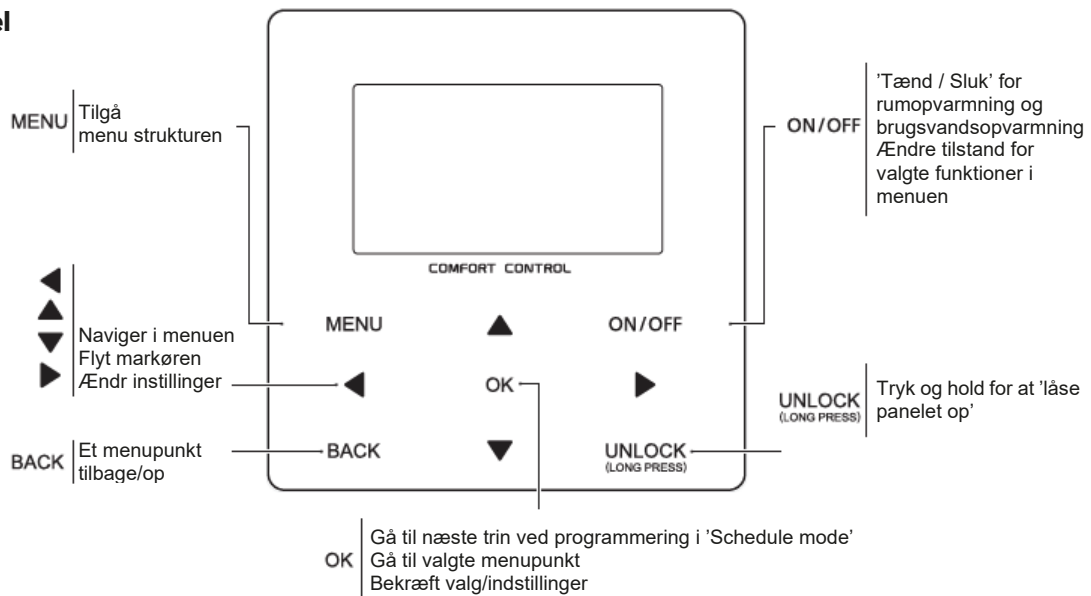 el
MENU
Tilgå
menu strukturen
ON/OFF
'Tænd / Sluk' for
rumopvarmning og
brugsvandsopvarmning
Ændre tilstand for
valgte funktioner i
menuen
COMFORT CONTROL
MENU
▲
ON/OFF
◀
OK
▶
BACK
▼
UNLOCK
(LONG PRESS)
◀
▲
▼
▶
Naviger i menuen
Flyt markøren
Ændr instillinger
UNLOCK
(LONG PRESS)
Tryk og hold for at 'låse
panelet op'
BACK
Et menupunkt
tilbage/op
OK
Gå til næste trin ved programmering i 'Schedule mode'
Gå til valgte menupunkt
Bekræft valg/indstillinger